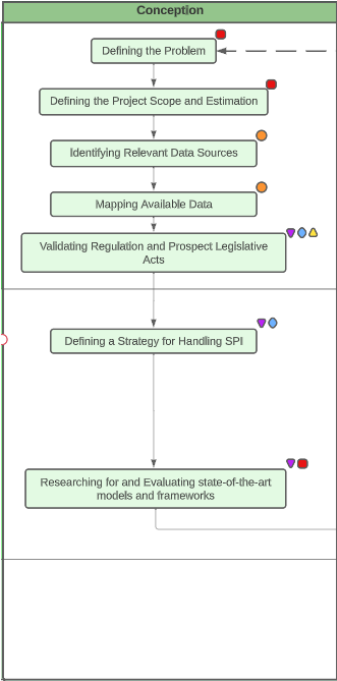 Conception
Defining the Problem
Defining the Project Scope and Estimation
Identifying Relevant Data Sources
Mapping Available Data
Validating Regulation and Prospect Legislative
Acts
Defining a Strategy for Handling SPI
Researching for and Evaluating state-of-the-art
models and frameworks